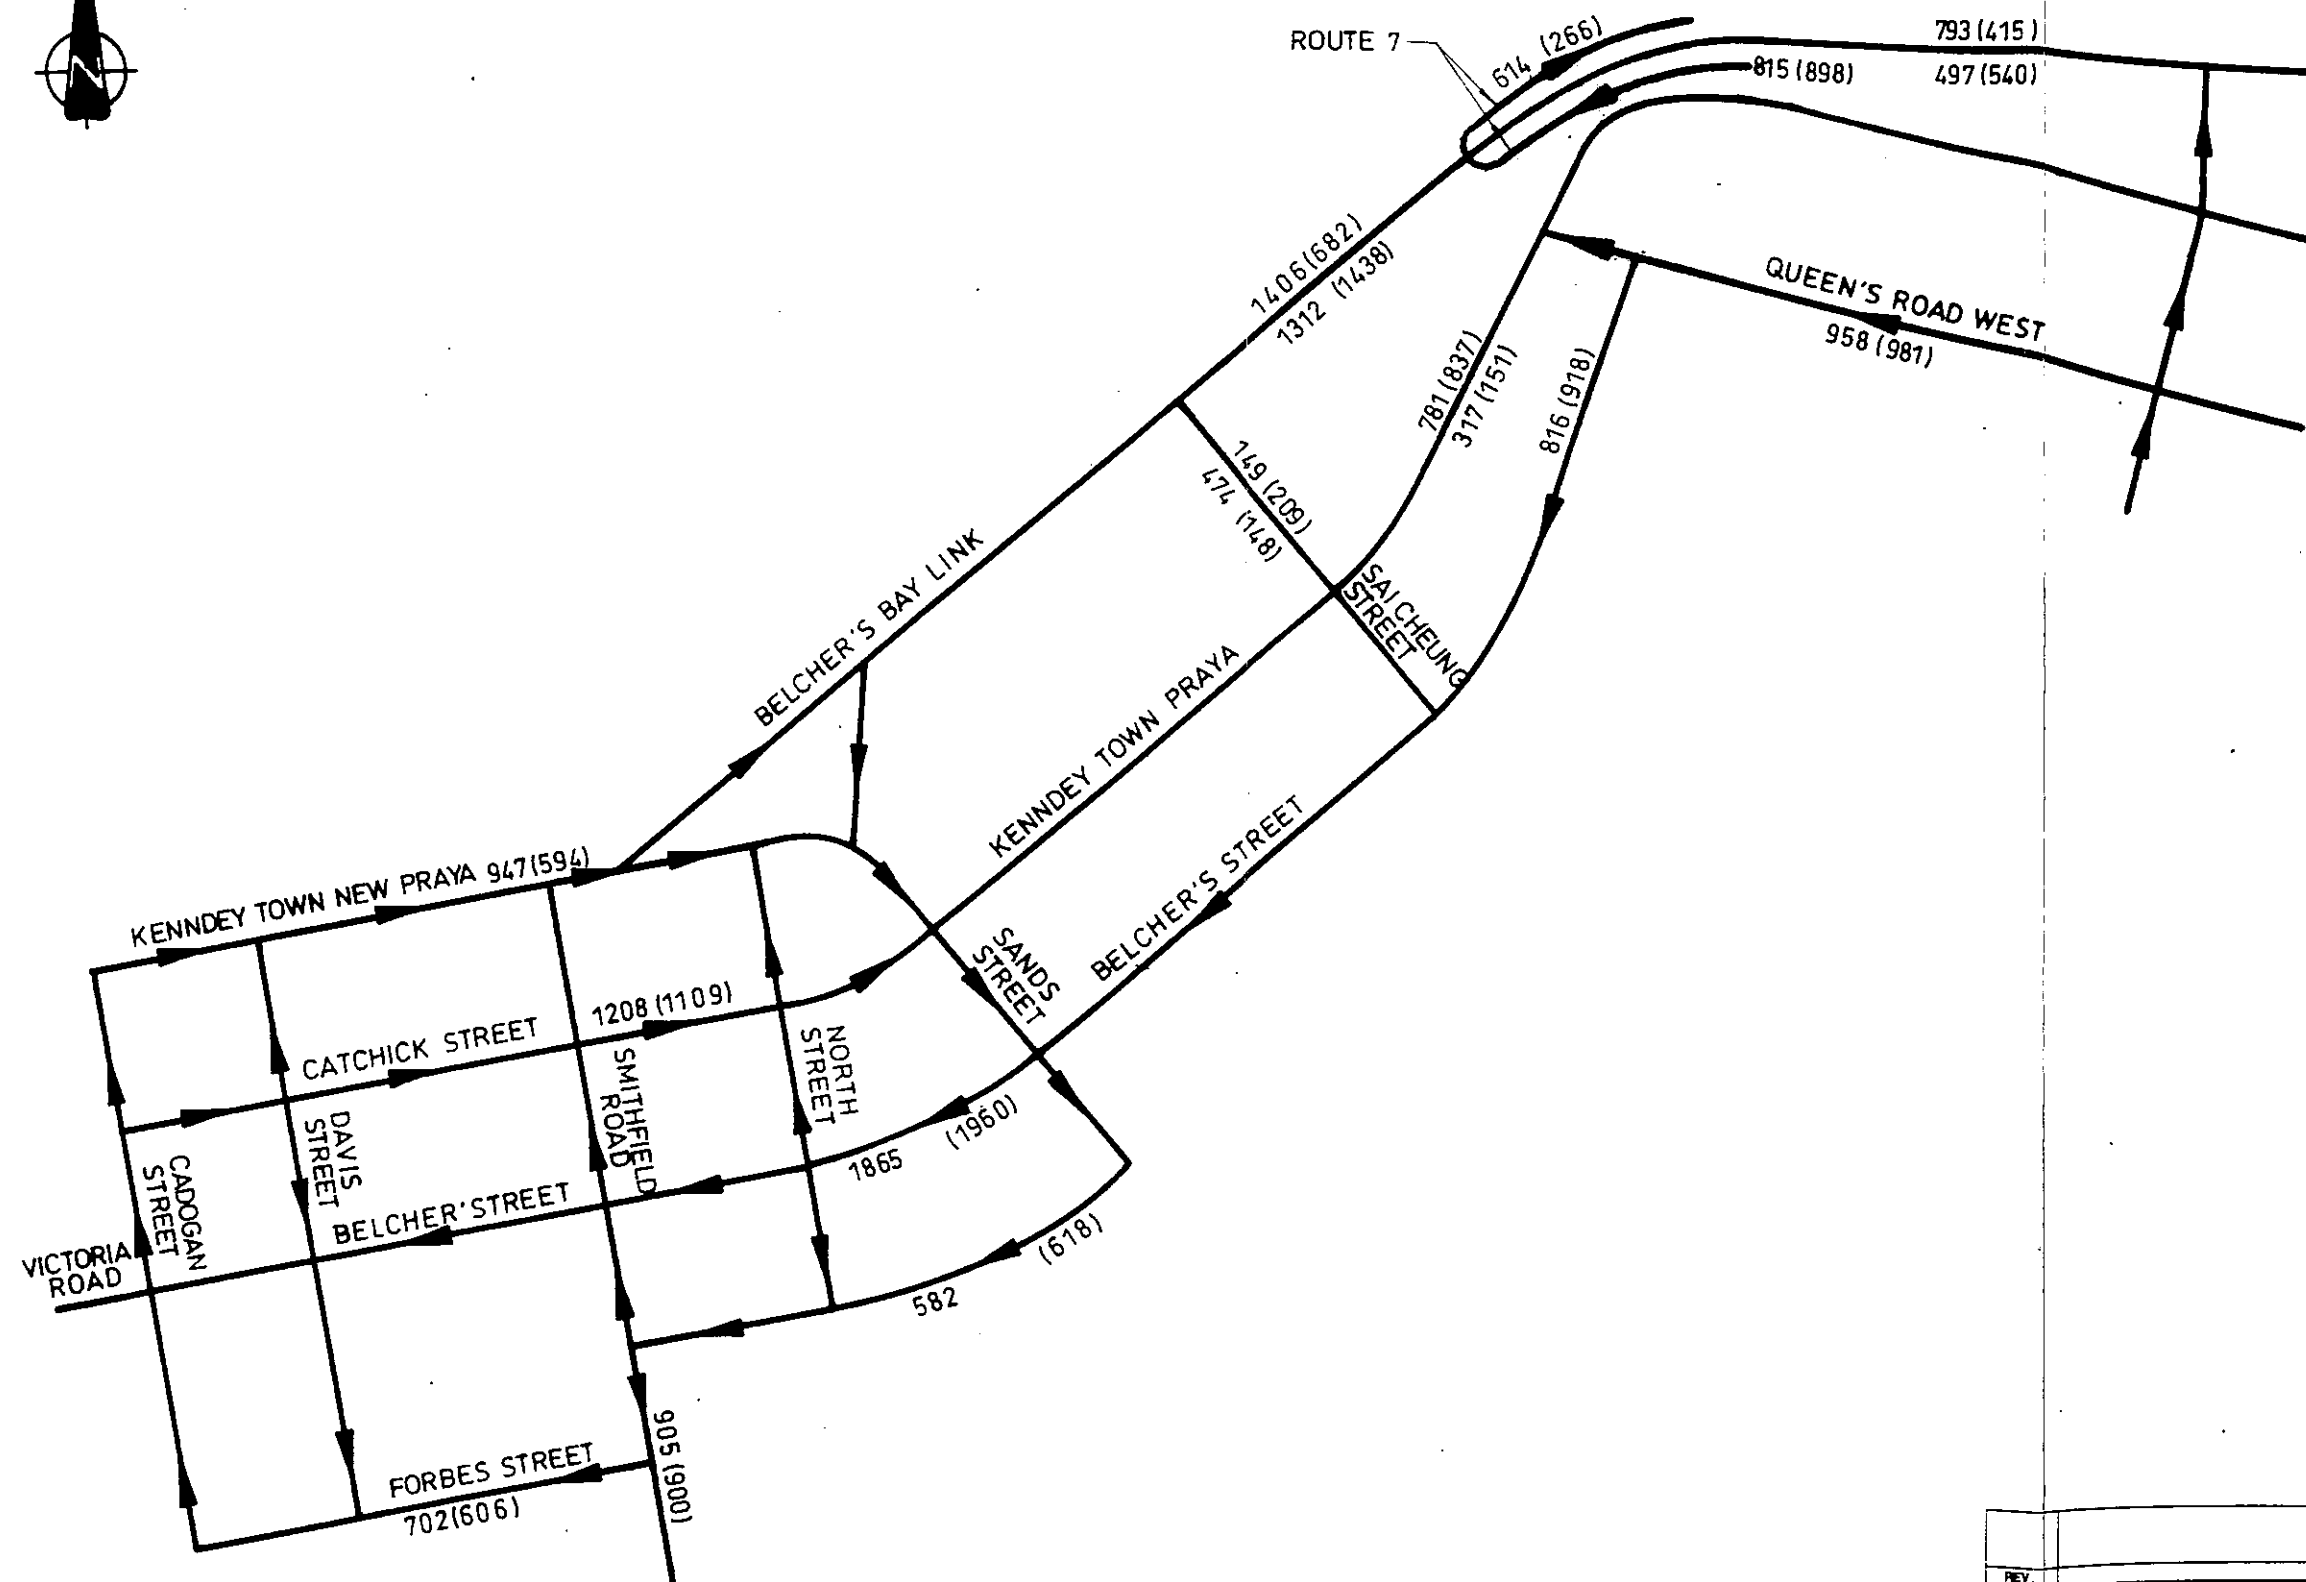 ROUTE 7
614 (266)
793 (415)
815 (898)
497 (540)
1406 (682)
1312 (1438)
QUEEN'S ROAD WEST
958 (981)
781 (837)
317 (151)
816 (918)
149 (209)
474 (148)
SAI CHEUNG
STREET
BELCHER'S BAY LINK
KENNDEY TOWN PRAYA
BELCHER'S STREET
KENNDEY TOWN NEW PRAYA 947(594)
SANDS
STREET
1208 (1109)
CATCHICK STREET
NORTH
STREET
SMITHFIELD
ROAD
DAVIS
STREET
CADOGAN
STREET
(1960)
1865
BELCHER'STREET
VICTORIA
ROAD
(618)
582
905 (900)
FORBES STREET
702(606)
REV.